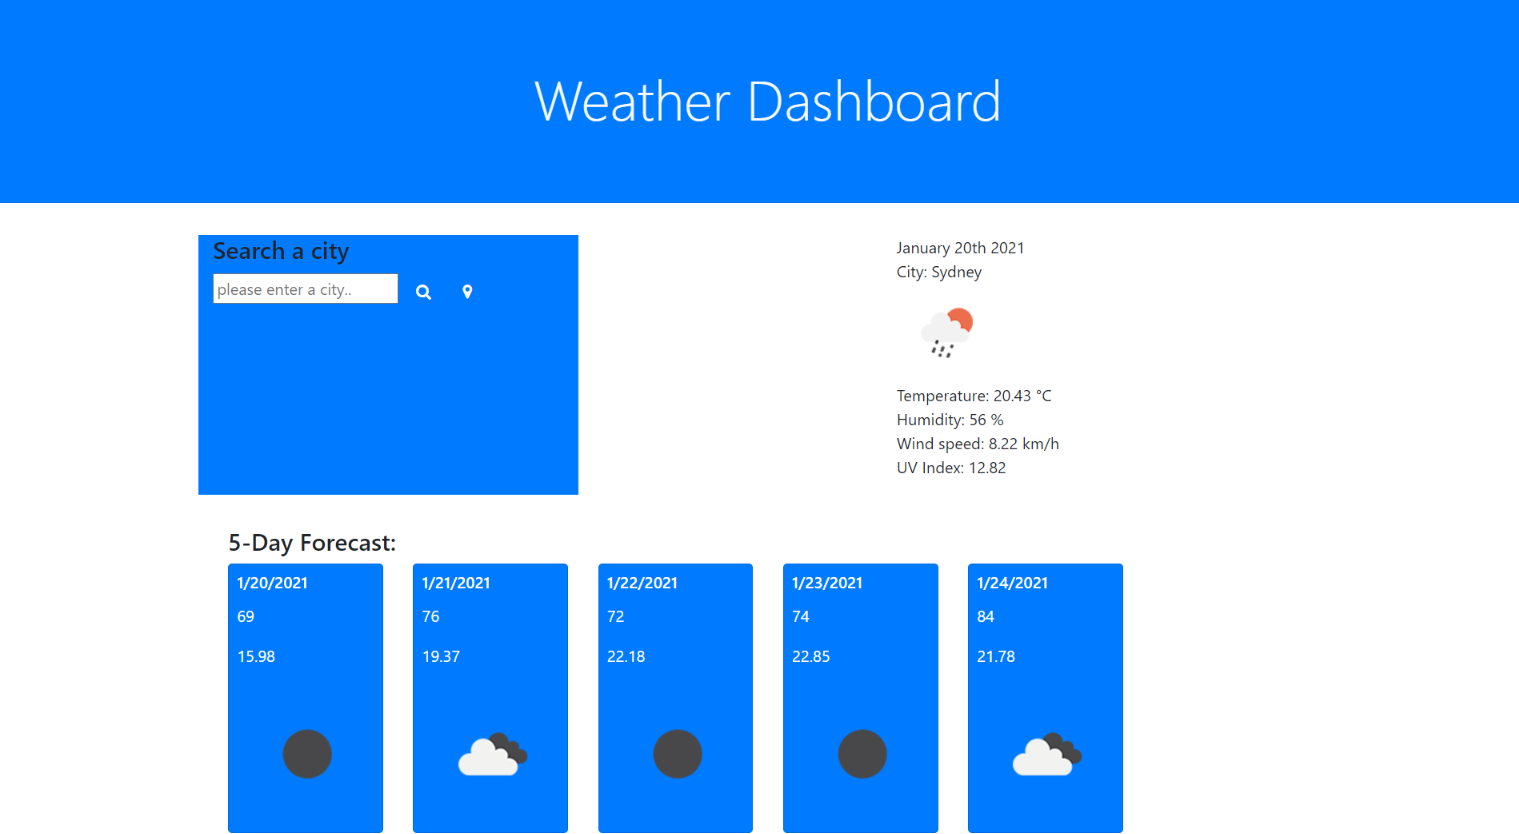 Weather Dashboard
Search a city
please enter a city..
January 20th 2021
City: Sydney
Temperature: 20.43 °C
Humidity: 56 %
Wind speed: 8.22 km/h
UV Index: 12.82
5-Day Forecast:
1/20/2021
69
15.98
1/21/2021
76
19.37
1/22/2021
72
22.18
1/23/2021
74
22.85
1/24/2021
84
21.78